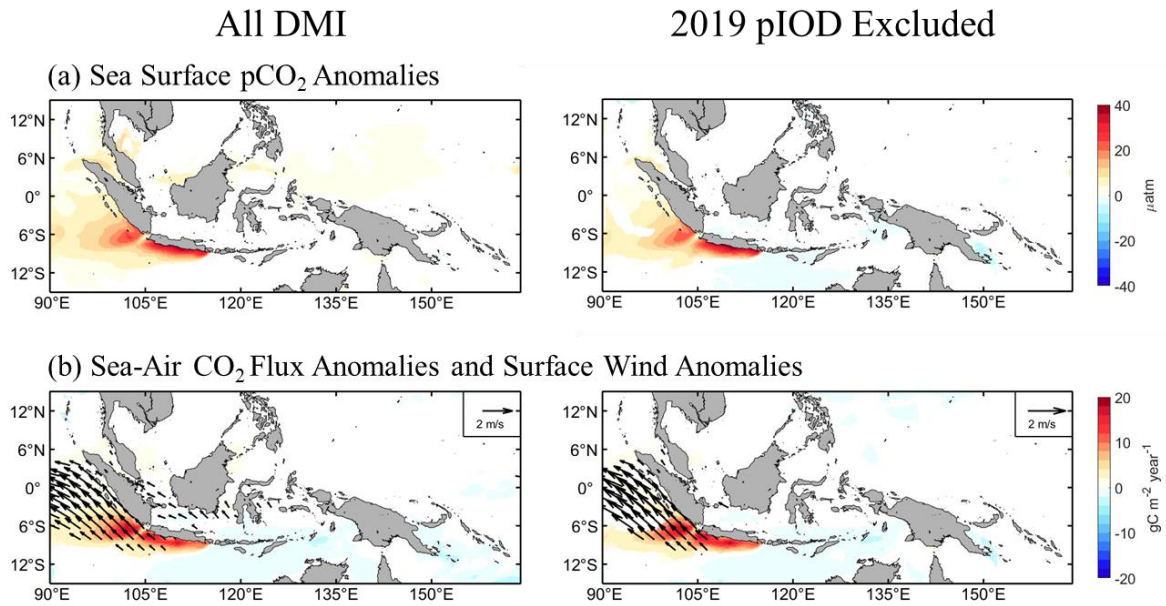 All DMI
2019 pIOD Excluded
(a) Sea Surface pCO₂ Anomalies
12°N
6°N
0°
6°S
12°S
90°E 105°E 120°E 135°E 150°E
12°N
6°N
0°
6°S
12°S
90°E 105°E 120°E 135°E 150°E
40
20
0
-20
-40
μatm
(b) Sea-Air CO₂ Flux Anomalies and Surface Wind Anomalies
12°N
6°N
0°
6°S
12°S
90°E 105°E 120°E 135°E 150°E
2 m/s
12°N
6°N
0°
6°S
12°S
90°E 105°E 120°E 135°E 150°E
2 m/s
20
10
0
-10
-20
gC m⁻² year⁻¹